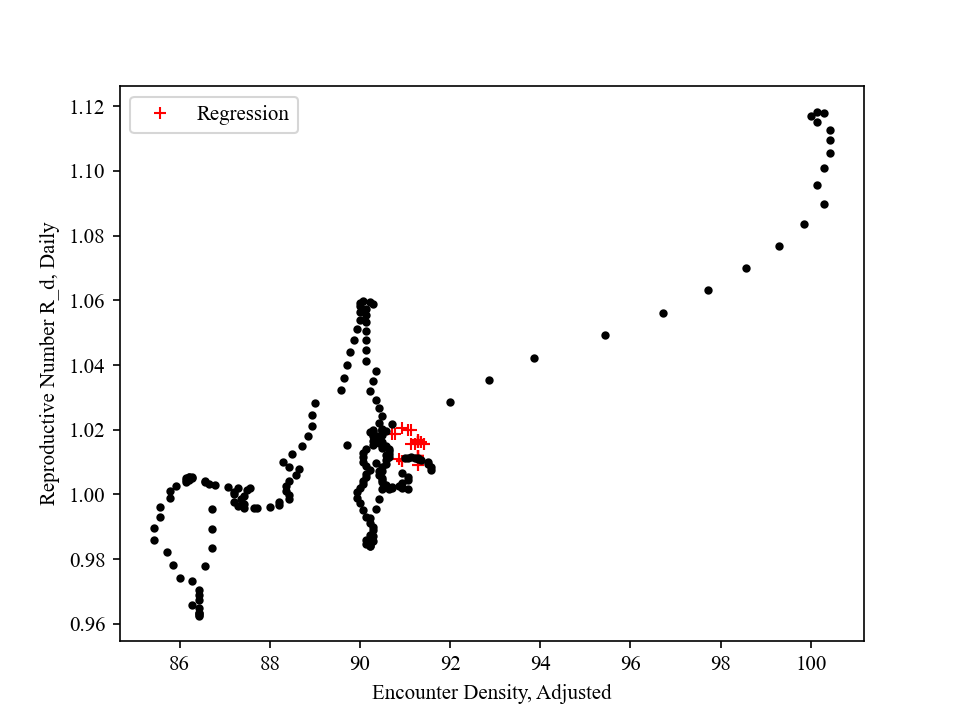 Regression
1.12
1.10
1.08
1.06
1.04
1.02
1.00
0.98
0.96
Reproductive Number R_d, Daily
86 88 90 92 94 96 98 100
Encounter Density, Adjusted